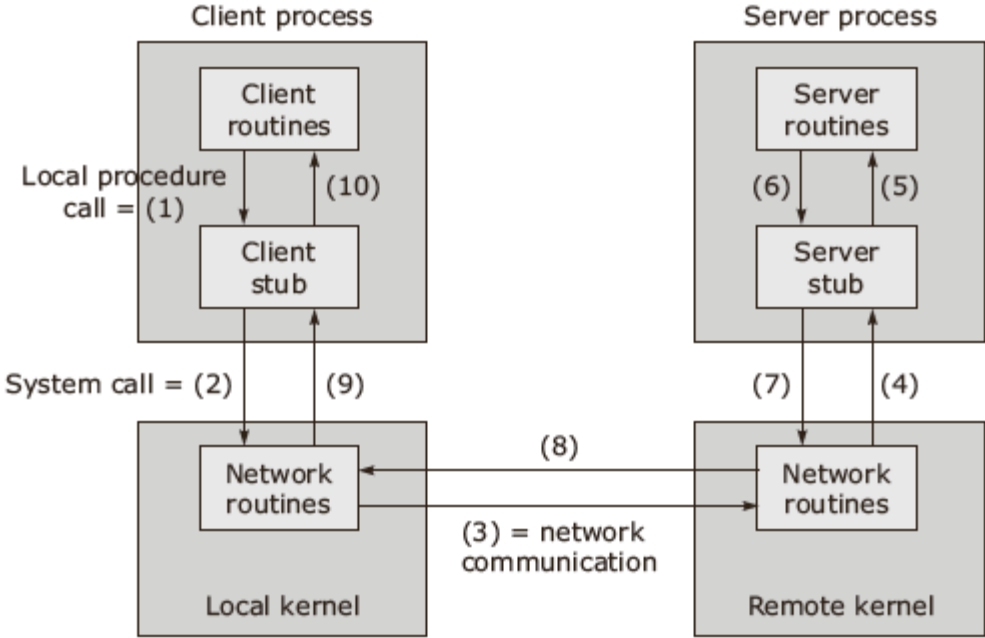 Client process
Server process
Client
routines
Server
routines
Local procedure
call = (1)
(10)
(6)
(5)
Client
stub
Server
stub
System call = (2)
(9)
(7)
(4)
Network
routines
(8)
Network
routines
(3) = network
communication
Local kernel
Remote kernel